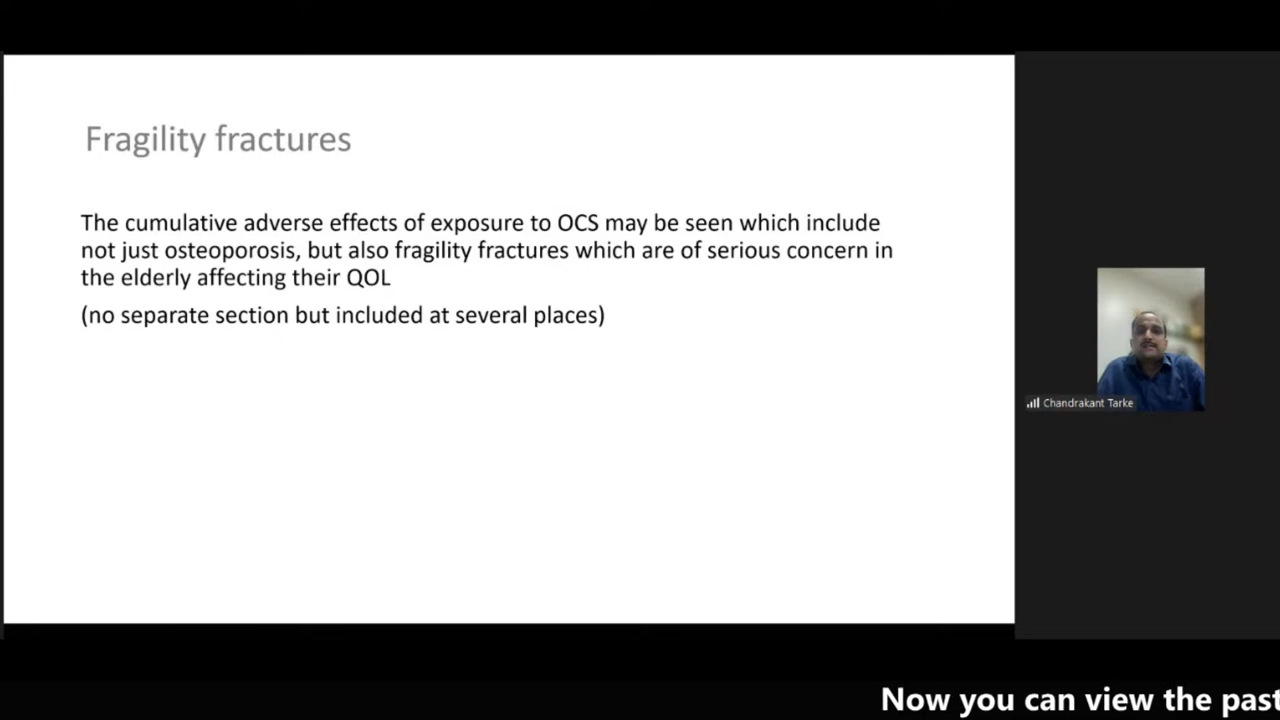 Fragility fractures
The cumulative adverse effects of exposure to OCS may be seen which include
not just osteoporosis, but also fragility fractures which are of serious concern in
the elderly affecting their QOL
(no separate section but included at several places)
Chandrakant Tarke
Now you can view the past